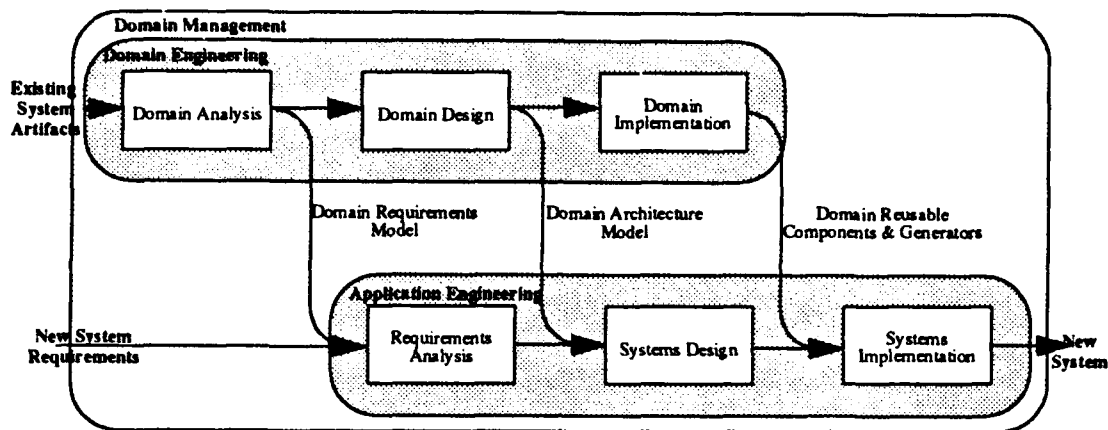 Domain Management
Domain Engineering
Existing
System
Artifacts
Domain Analysis
Domain Design
Domain
Implementation
Domain Requirements
Model
Domain Architecture
Model
Domain Reusable
Components & Generators
Application Engineering
New System
Requirements
Requirements
Analysis
Systems Design
Systems
Implementation
New
System